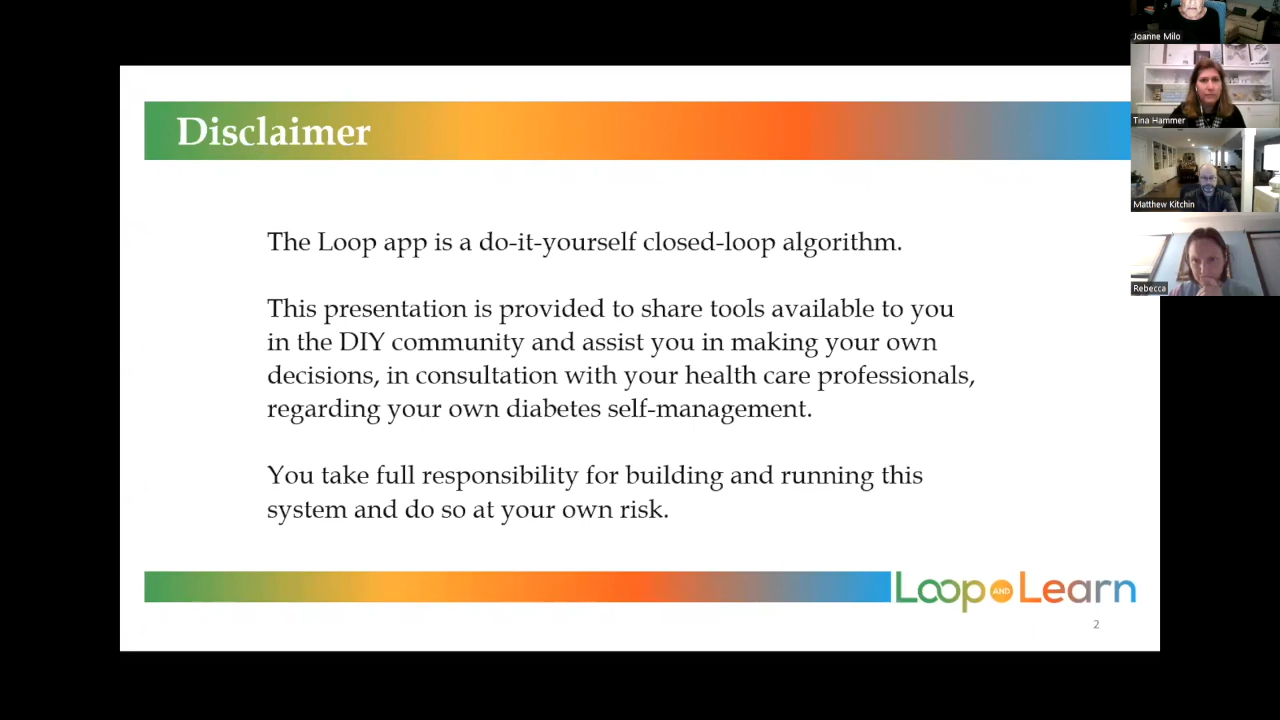 Joanne Milo
Tina Hammer
Matthew Kitchin
Rebecca
Disclaimer
The Loop app is a do-it-yourself closed-loop algorithm.
This presentation is provided to share tools available to you
in the DIY community and assist you in making your own
decisions, in consultation with your health care professionals,
regarding your own diabetes self-management.
You take full responsibility for building and running this
system and do so at your own risk.
Loop AND Learn
2